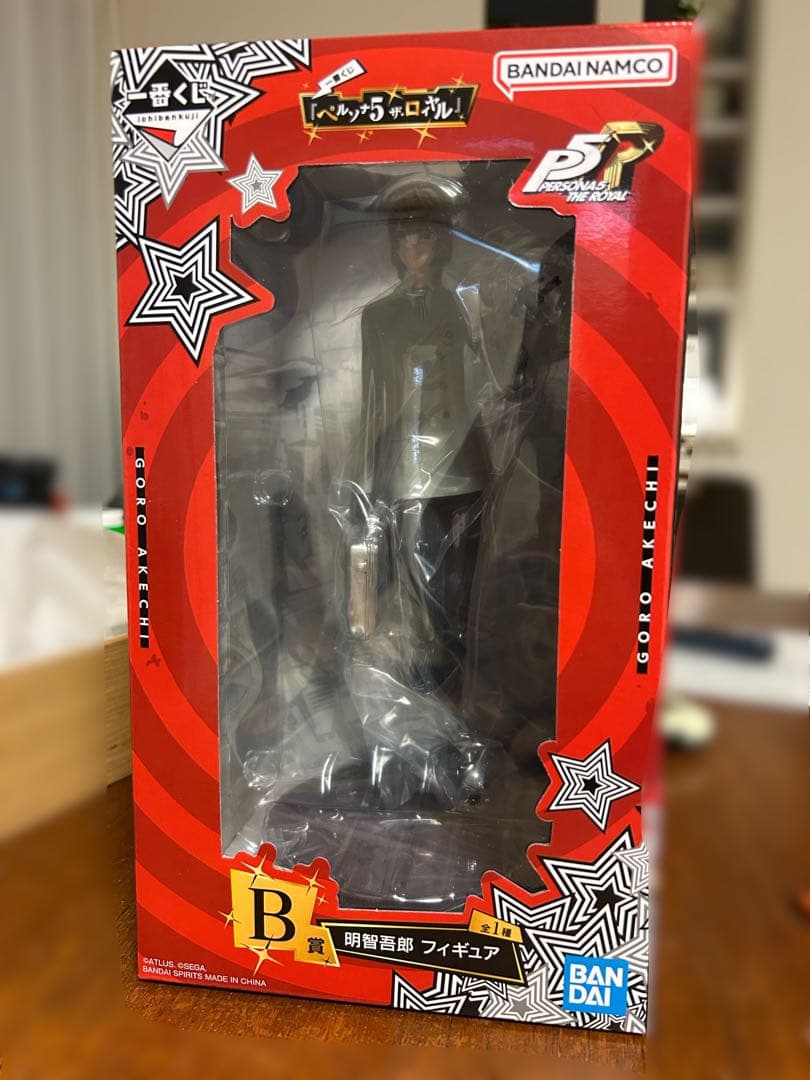 一番くじ
ichibankuji
一番くじ
『ペルソナ5 ザ・ロイヤル』
BANDAI NAMCO
P5R
PERSONA5
THE ROYAL
GORO AKECHI
GORO AKECHI
B賞
全1種
明智吾郎 フィギュア
©ATLUS. ©SEGA.
BANDAI SPIRITS MADE IN CHINA
BAN
DAI